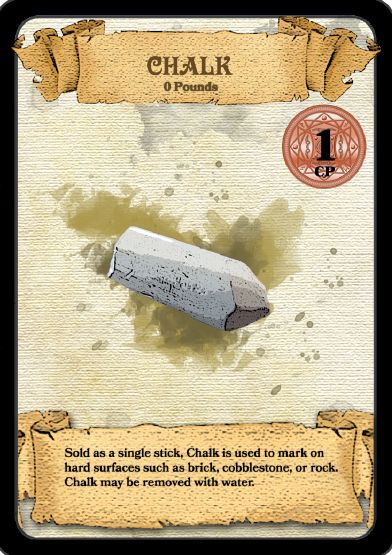 CHALK
0 Pounds
1
CP
Sold as a single stick, Chalk is used to mark on
hard surfaces such as brick, cobblestone, or rock.
Chalk may be removed with water.